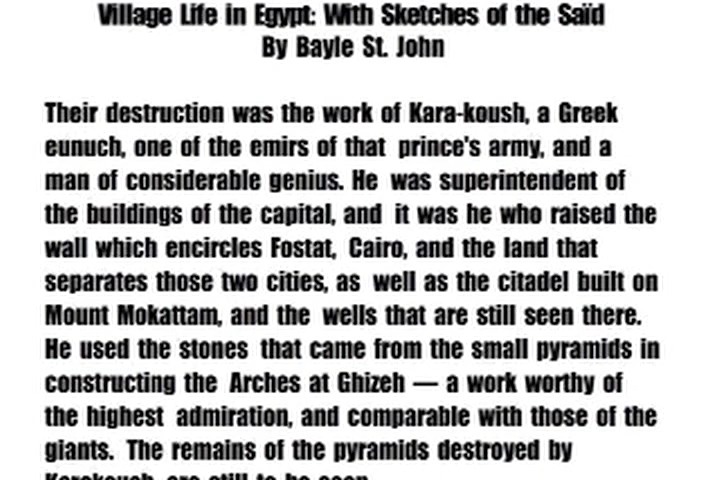 Village Life in Egypt: With Sketches of the Saïd
By Bayle St. John
Their destruction was the work of Kara-koush, a Greek
eunuch, one of the emirs of that prince's army, and a
man of considerable genius. He was superintendent of
the buildings of the capital, and it was he who raised the
wall which encircles Fostat, Cairo, and the land that
separates those two cities, as well as the citadel built on
Mount Mokattam, and the wells that are still seen there.
He used the stones that came from the small pyramids in
constructing the Arches at Ghizeh — a work worthy of
the highest admiration, and comparable with those of the
giants. The remains of the pyramids destroyed by
Karakoush, are still to be seen